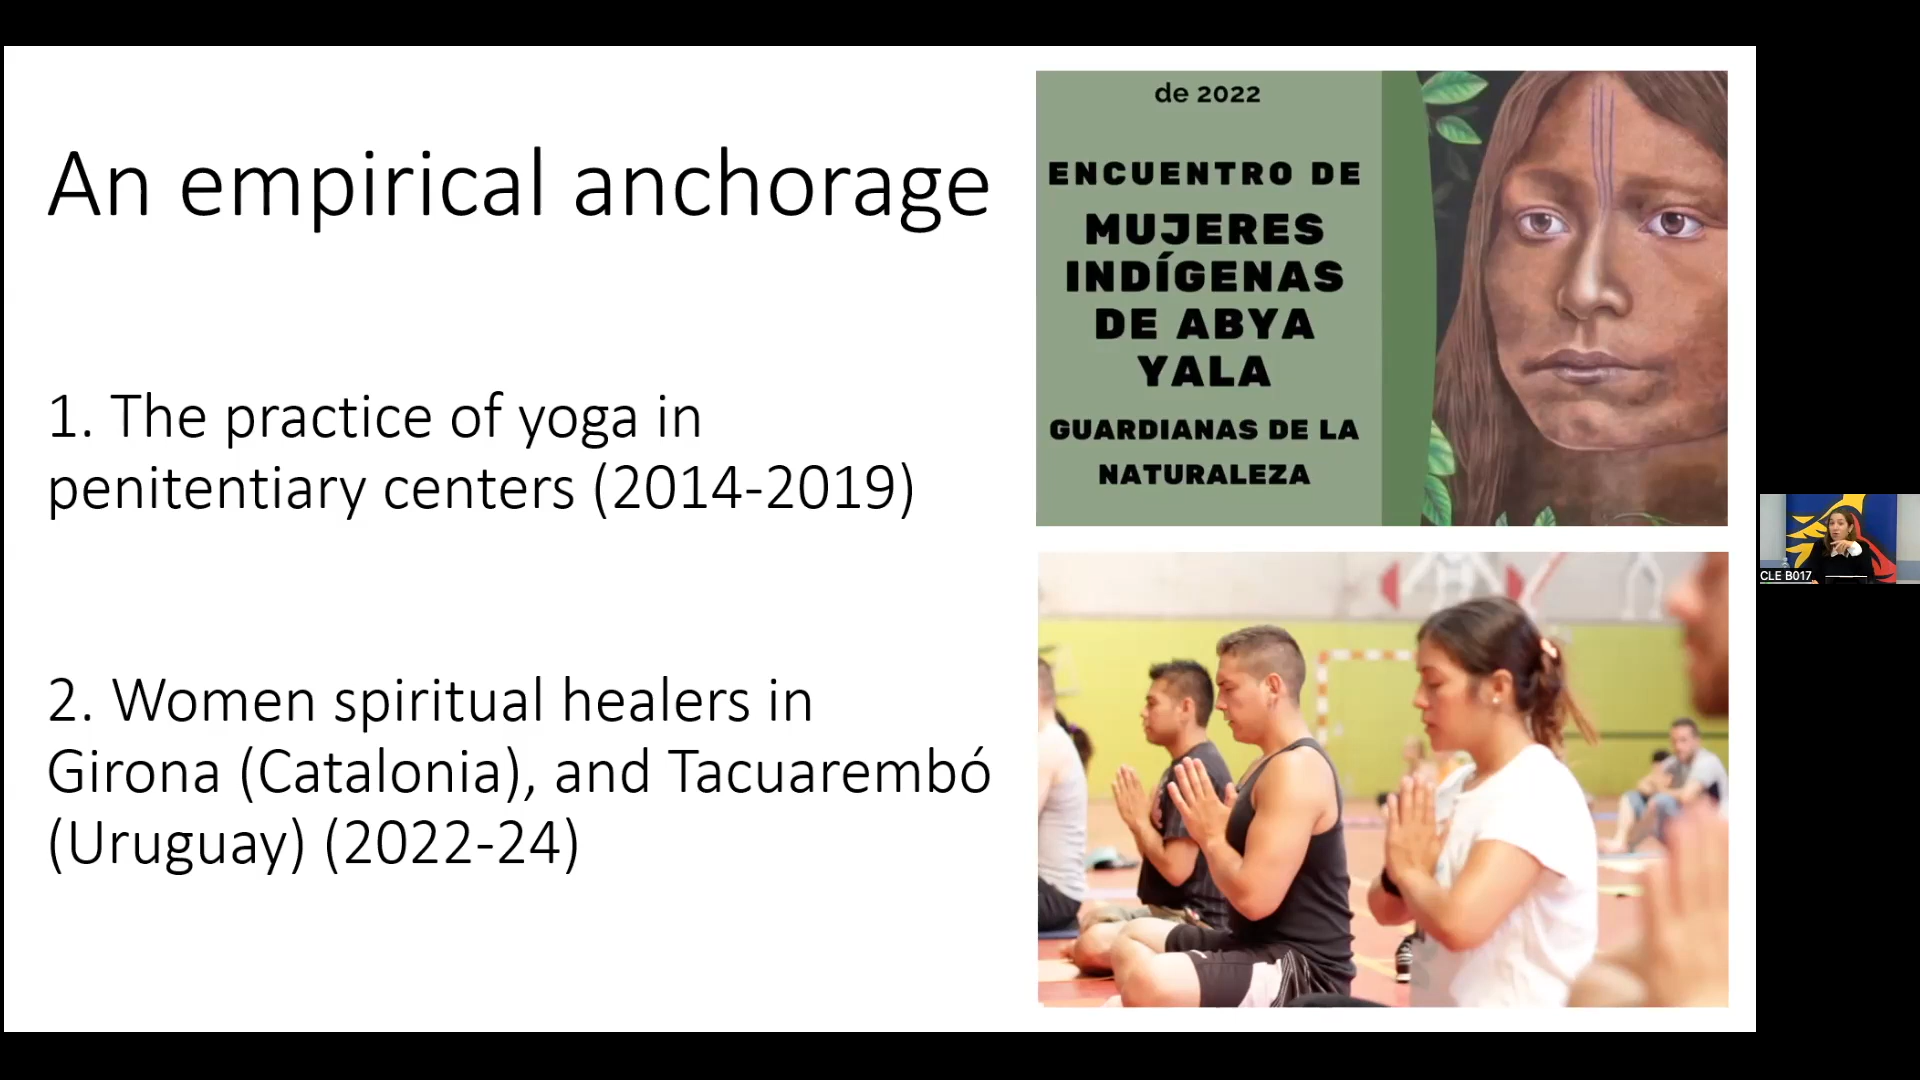 An empirical anchorage
1. The practice of yoga in
penitentiary centers (2014-2019)
2. Women spiritual healers in
Girona (Catalonia), and Tacuarembó
(Uruguay) (2022-24)
de 2022
ENCUENTRO DE
MUJERES
INDÍGENAS
DE ABYA
YALA
GUARDIANAS DE LA
NATURALEZA
CLE B017